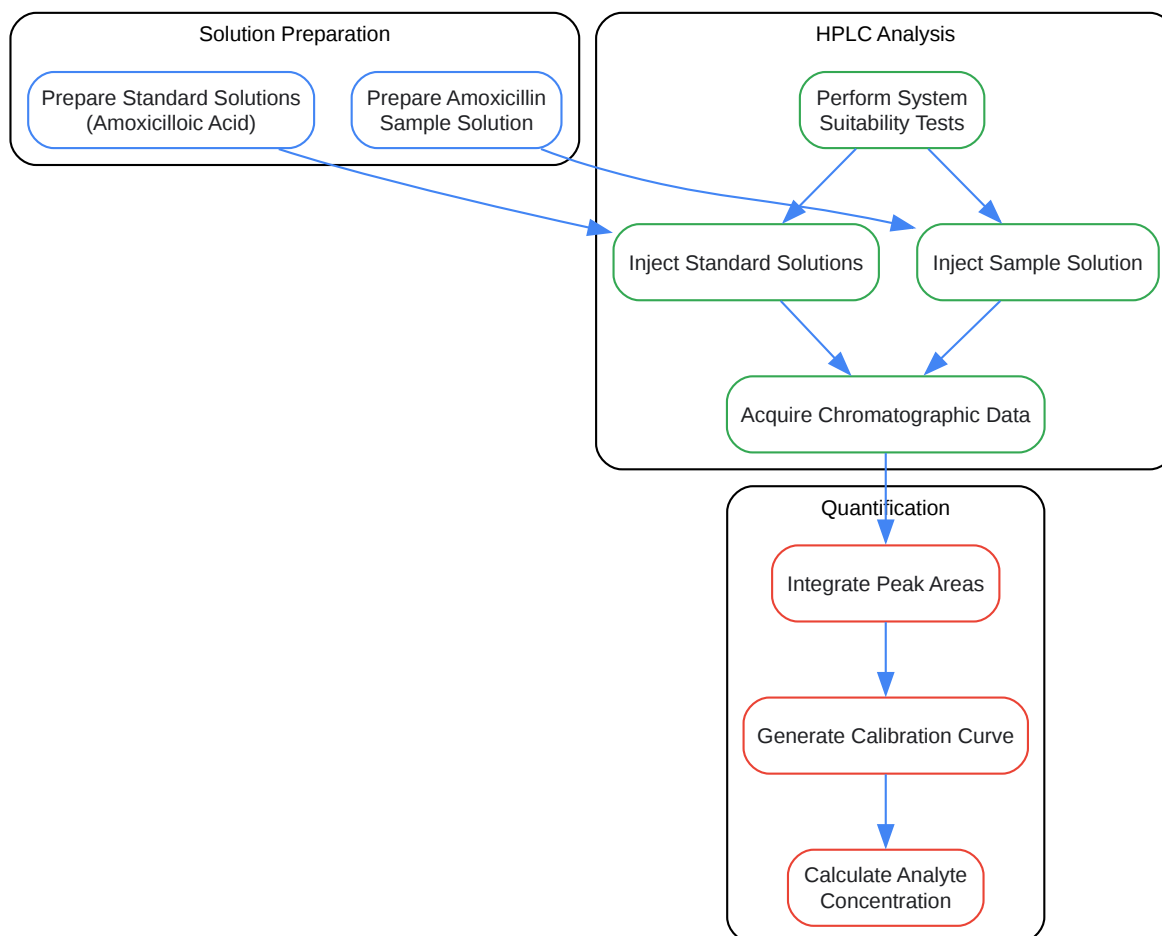 Solution Preparation
Prepare Standard Solutions
(Amoxicilloic Acid)
Prepare Amoxicillin
Sample Solution
HPLC Analysis
Perform System
Suitability Tests
Inject Standard Solutions
Inject Sample Solution
Acquire Chromatographic Data
Quantification
Integrate Peak Areas
Generate Calibration Curve
Calculate Analyte
Concentration